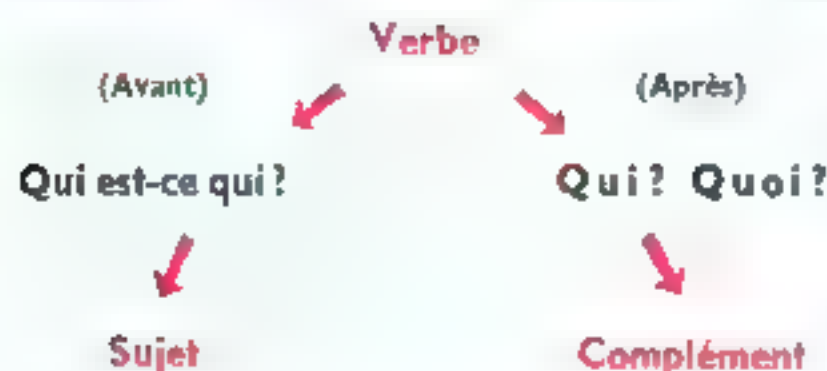 Verbe
(Avant) (Après)
Qui est-ce qui? Qui? Quoi?
Sujet Complément